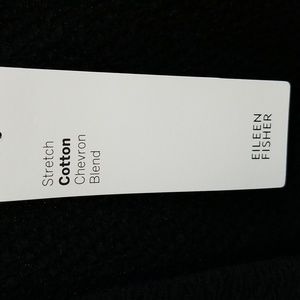 Stretch
Cotton
Chevron
Blend
EILEEN
FISHER